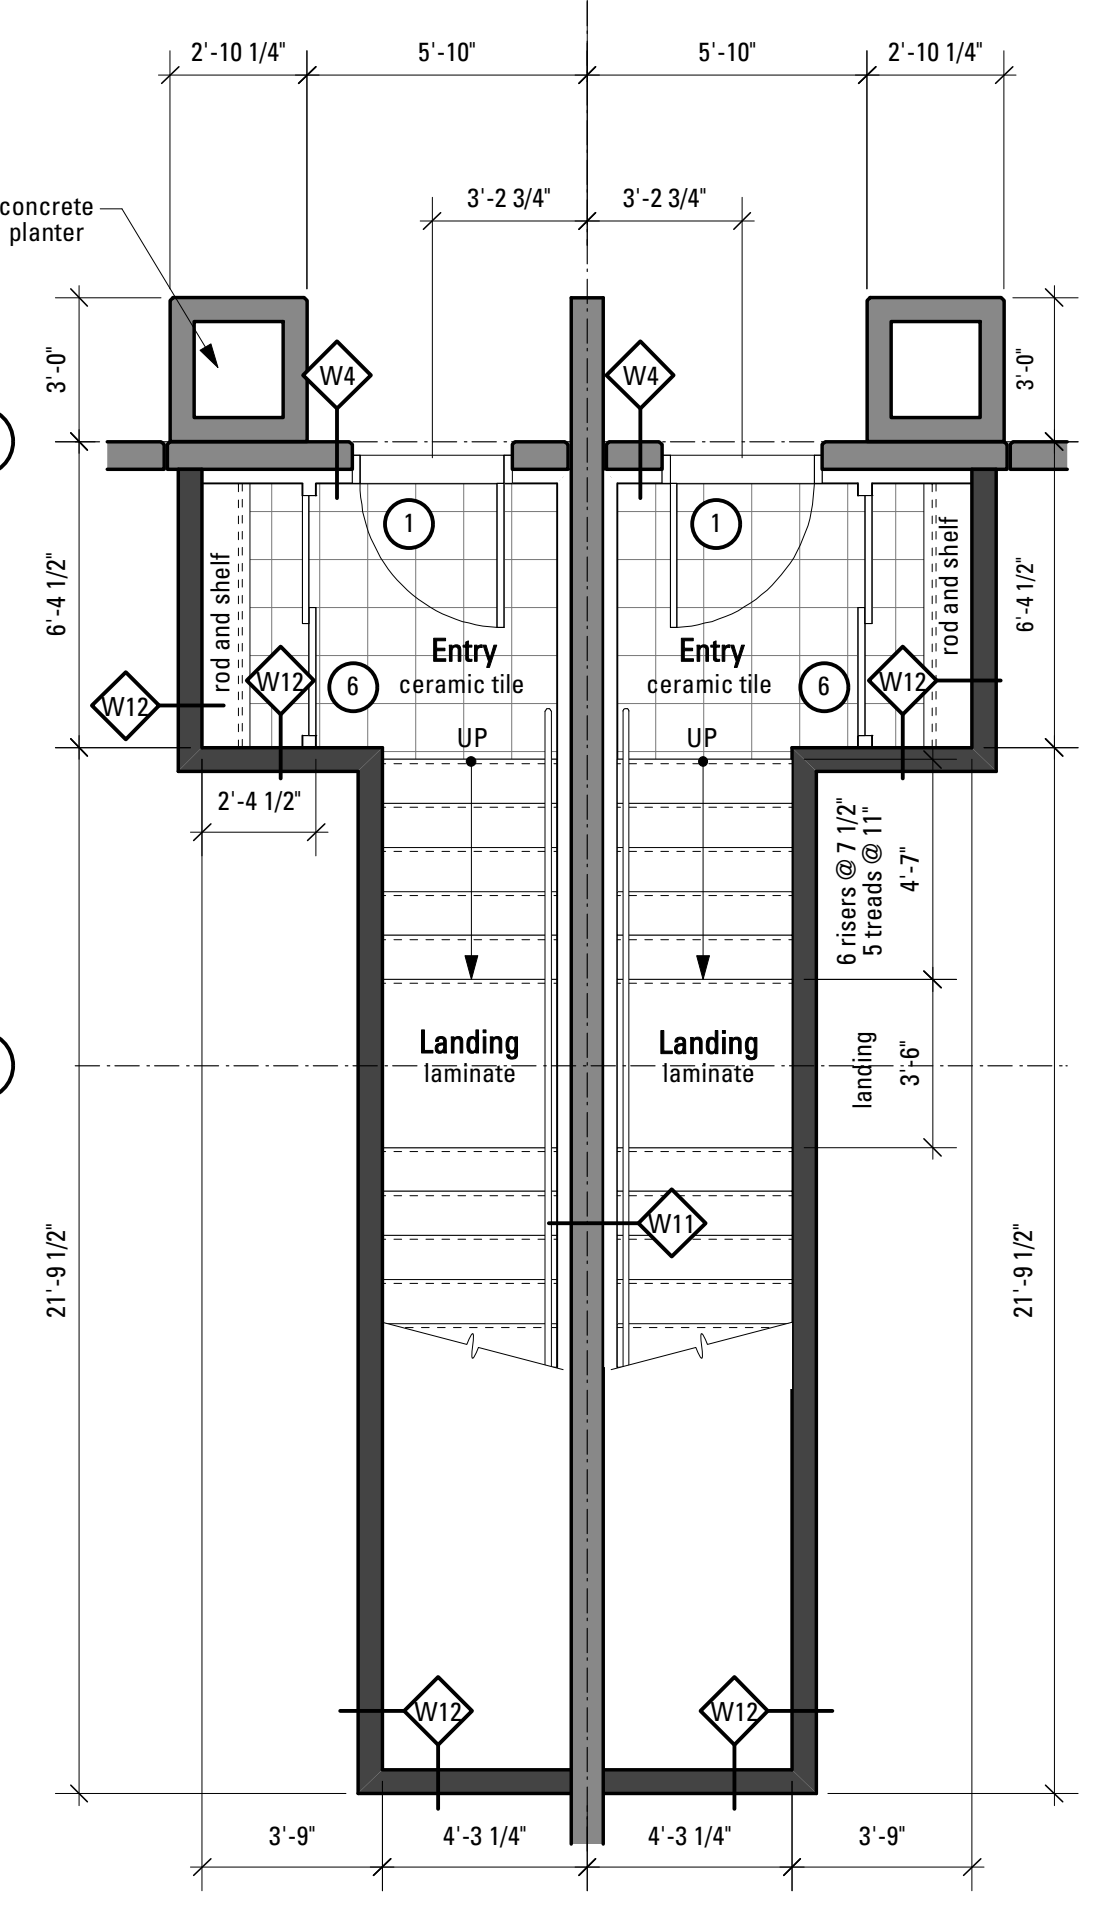 2'-10 1/4" 5'-10" 5'-10" 2'-10 1/4"
3'-2 3/4" 3'-2 3/4"
concrete
planter
3'-0" 3'-0"
W4 W4
1 1
6'-4 1/2" rod and shelf rod and shelf 6'-4 1/2"
Entry Entry
ceramic tile ceramic tile
W12 W12 6 6 W12
UP UP
2'-4 1/2"
6 risers @ 7 1/2"
5 treads @ 11"
4'-7"
Landing Landing
laminate laminate
landing 3'-6"
W11
21'-9 1/2" 21'-9 1/2"
W12 W12
3'-9" 4'-3 1/4" 4'-3 1/4" 3'-9"